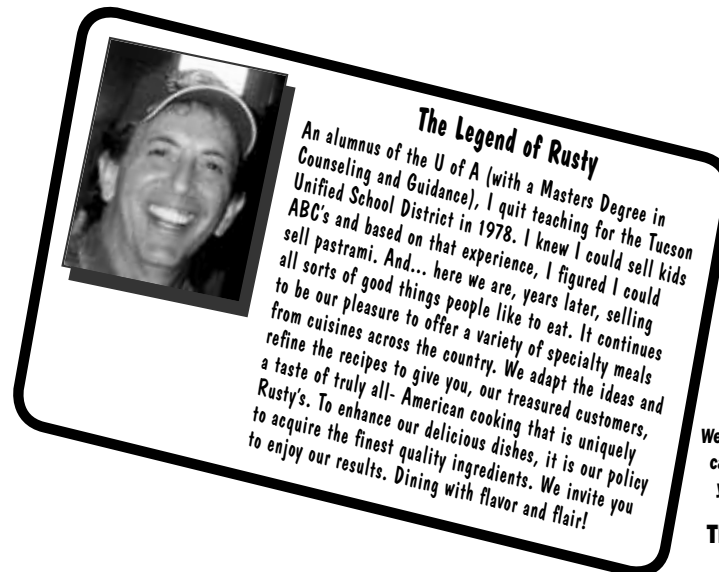 The Legend of Rusty
An alumnus of the U of A (with a Masters Degree in
Counseling and Guidance), I quit teaching for the Tucson
Unified School District in 1978. I knew I could sell kids
ABC's and based on that experience, I figured I could
sell pastrami. And... here we are, years later, selling
all sorts of good things people like to eat. It continues
to be our pleasure to offer a variety of specialty meals
from cuisines across the country. We adapt the ideas and
refine the recipes to give you, our treasured customers,
a taste of truly all- American cooking that is uniquely
Rusty's. To enhance our delicious dishes, it is our policy
to acquire the finest quality ingredients. We invite you
to enjoy our results. Dining with flavor and flair!
We